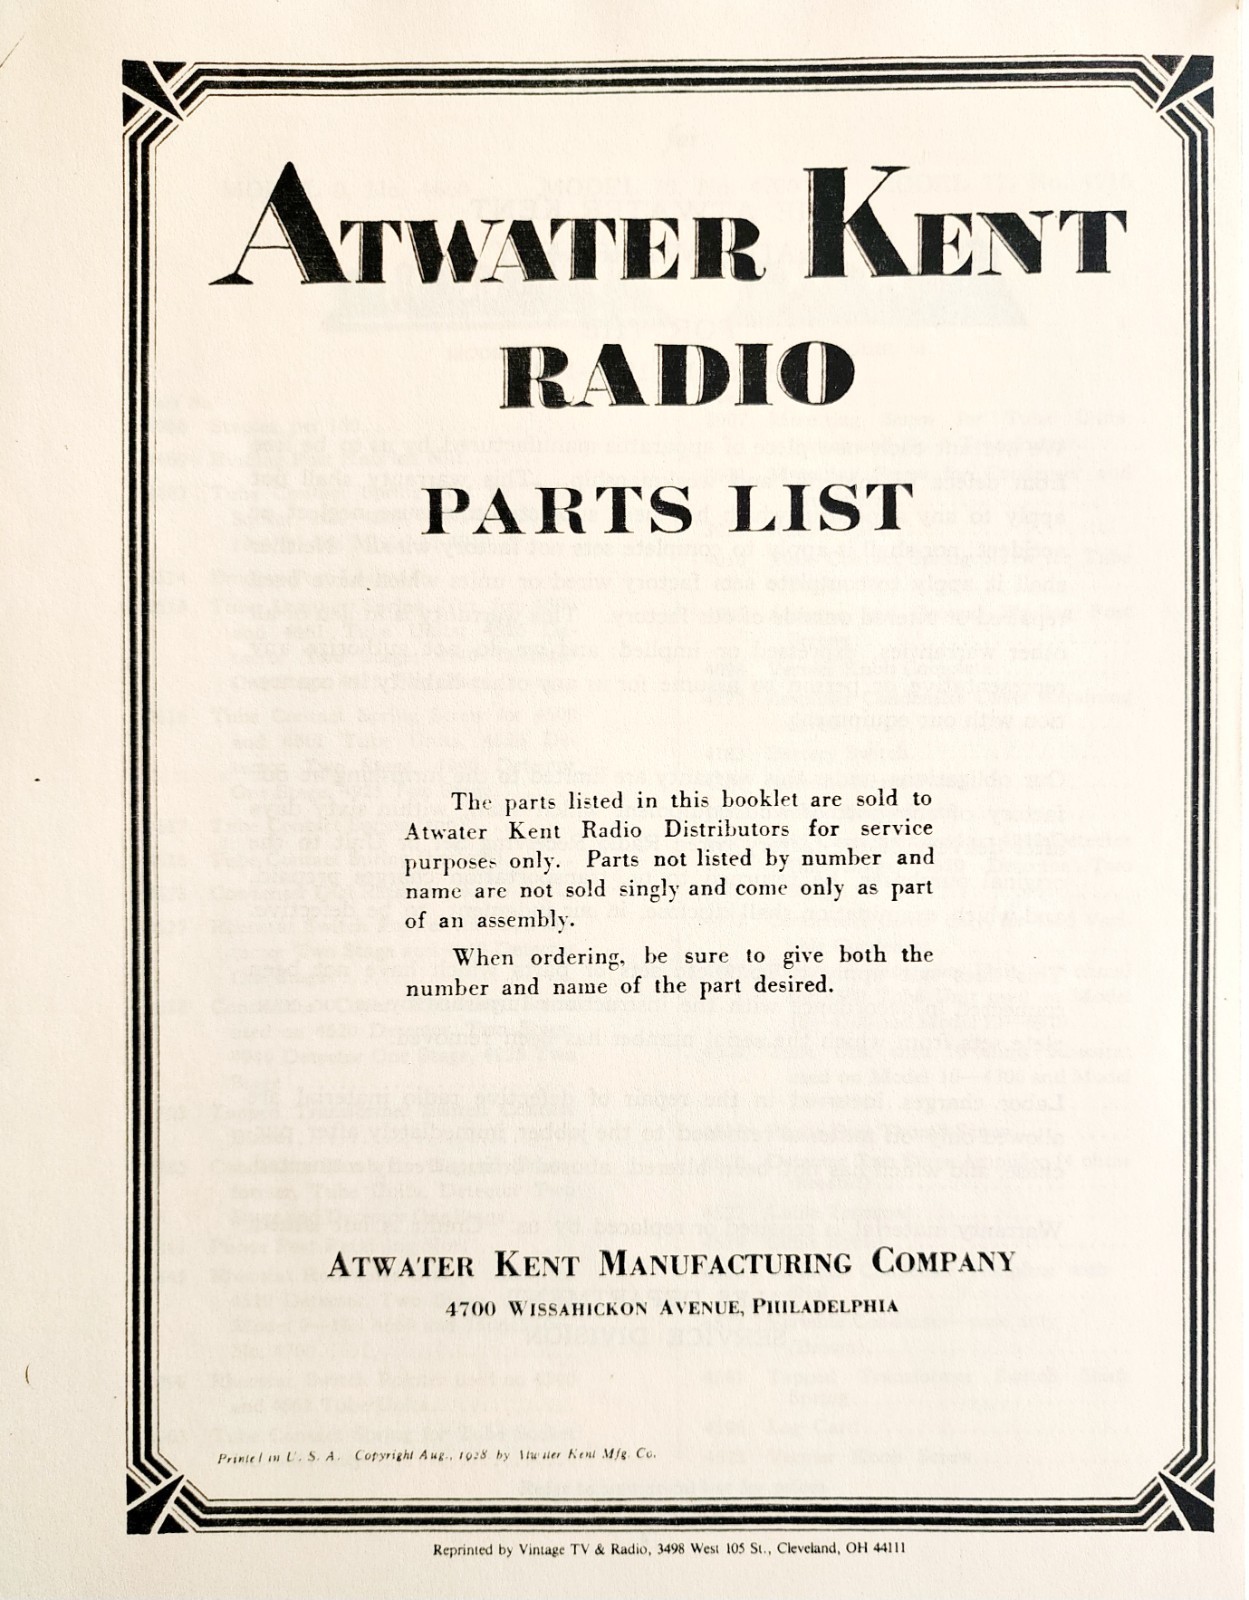 ATWATER KENT
RADIO
PARTS LIST
The parts listed in this booklet are sold to
Atwater Kent Radio Distributors for service
purposes only. Parts not listed by number and
name are not sold singly and come only as part
of an assembly.
When ordering, be sure to give both the
number and name of the part desired.
ATWATER KENT MANUFACTURING COMPANY
4700 WISSAHICKON AVENUE, PHILADELPHIA
Printed in U. S. A. Copyright Aug., 1928 by Atwater Kent Mfg. Co.
Reprinted by Vintage TV & Radio, 3498 West 105 St., Cleveland, OH 44111